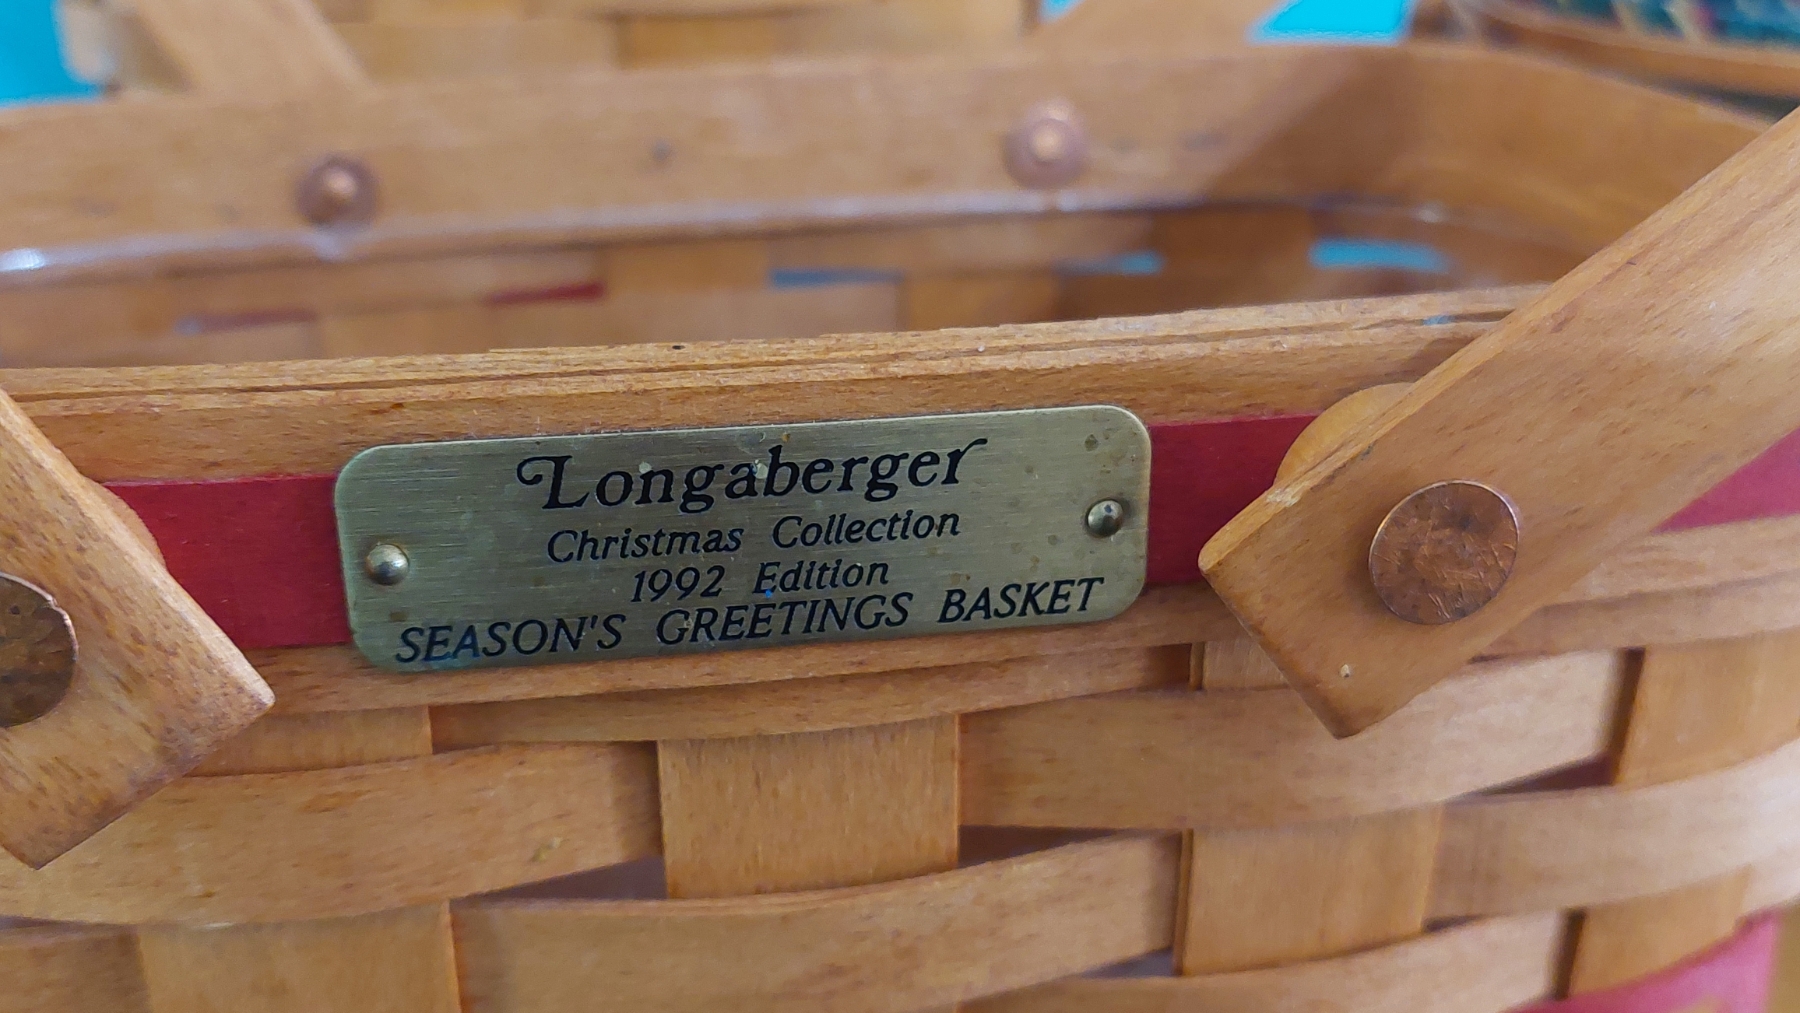 Longaberger
Christmas Collection
1992 Edition
SEASON'S GREETINGS BASKET